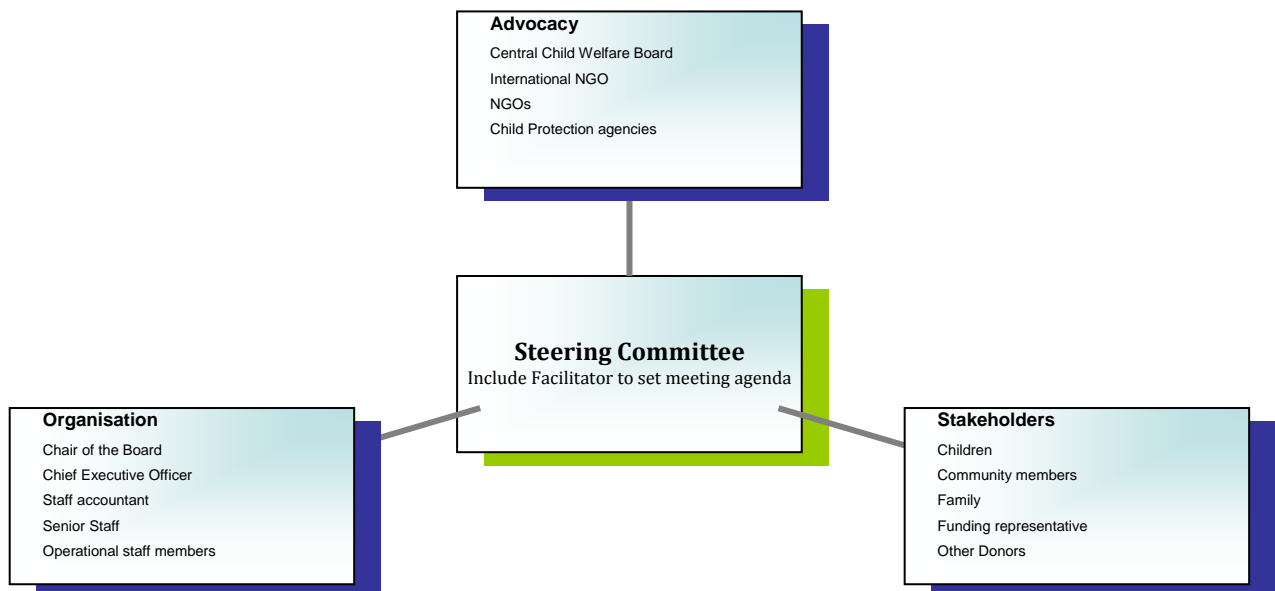 Advocacy
Central Child Welfare Board
International NGO
NGOs
Child Protection agencies
Steering Committee
Include Facilitator to set meeting agenda
Organisation
Chair of the Board
Chief Executive Officer
Staff accountant
Senior Staff
Operational staff members
Stakeholders
Children
Community members
Family
Funding representative
Other Donors